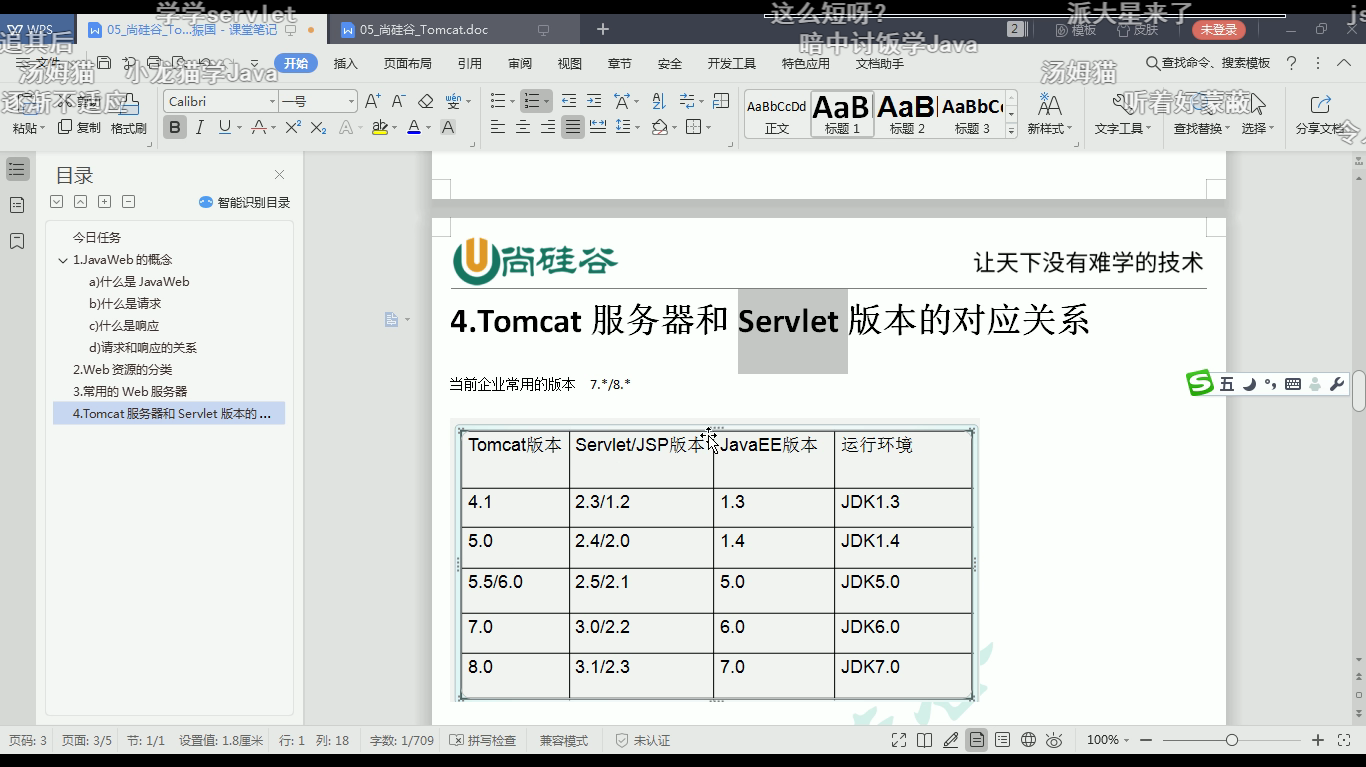 学学servlet
这么短呀？
派大星来了
道其后
暗中讨饭学Java
汤姆猫
小龙猫学Java
汤姆猫
逐渐不适应
听着好蒙蔽
WPS
05_尚硅谷_To...振国 - 课堂笔记
05_尚硅谷_Tomcat.doc
2
模板
皮肤
未登录
开始
插入
页面布局
引用
审阅
视图
章节
安全
开发工具
特色应用
文档助手
查找命令、搜索模板
粘贴
剪切
复制
格式刷
Calibri
一号
AaBbCcDd
正文
AaB
标题 1
AaB
标题 2
AaBbC
标题 3
新样式
文字工具
查找替换
选择
分享文档
目录
智能识别目录
今日任务
1.JavaWeb 的概念
a)什么是 JavaWeb
b)什么是请求
c)什么是响应
d)请求和响应的关系
2.Web 资源的分类
3.常用的 Web 服务器
4.Tomcat 服务器和 Servlet 版本的 ...
尚硅谷
让天下没有难学的技术
4.Tomcat 服务器和 Servlet 版本的对应关系
当前企业常用的版本 7.*/8.*
Tomcat版本 Servlet/JSP版本 JavaEE版本 运行环境
4.1 2.3/1.2 1.3 JDK1.3
5.0 2.4/2.0 1.4 JDK1.4
5.5/6.0 2.5/2.1 5.0 JDK5.0
7.0 3.0/2.2 6.0 JDK6.0
8.0 3.1/2.3 7.0 JDK7.0
五
页码: 3 页面: 3/5 节: 1/1 设置值: 1.8厘米 行: 1 列: 18 字数: 1/709 拼写检查 兼容模式 未认证
100%